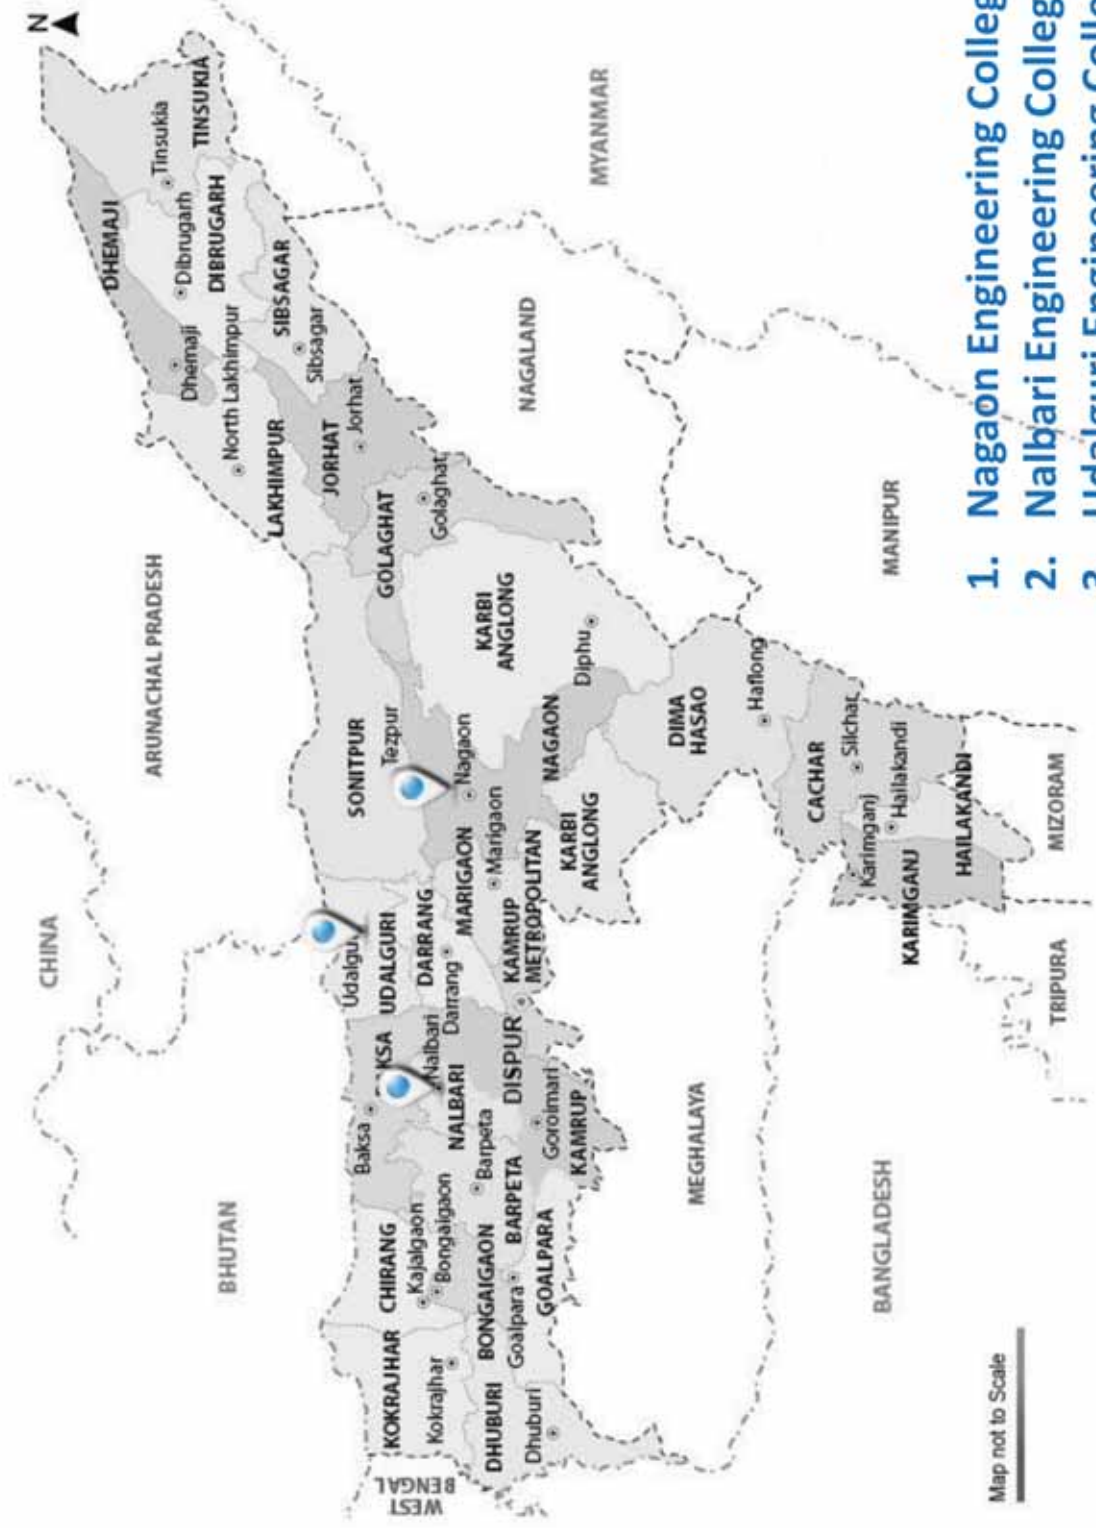 N
CHINA
ARUNACHAL PRADESH
BHUTAN
DHEMAJI
Tinsukia
TINSUKIA
Dibrugarh
DIBRUGARH
Dhemaji
North Lakhimpur
SIBSAGAR
Sibsagar
LAKHIMPUR
JORHAT
Jorhat
GOLAGHAT
Golaghat
SONITPUR
Tezpur
KARBI
ANGLONG
Diphu
Nagaon
NAGAON
UDALGURI
DARRANG
Darrang
MARIGAON
Marigaon
KAMRUP
METROPOLITAN
KARBI
ANGLONG
Baksa
Nalbari
NALBARI
DISPUR
Goroimari
KAMRUP
Barpeta
BARPETA
CHIRANG
Kajalgaon
Bongaigaon
BONGAIGAON
Goalpara
GOALPARA
KOKRAJHAR
Kokrajhar
DHUBURI
Dhuburi
WEST
BENGAL
DIMA
HASAO
Haflong
CACHAR
Silchar
Karimganj
Hailakandi
KARIMGANJ
HAILAKANDI
MYANMAR
NAGALAND
MANIPUR
MEGHALAYA
BANGLADESH
TRIPURA
MIZORAM
Map not to Scale
1. Nagaon Engineering Colleg
2. Nalbari Engineering Colleg